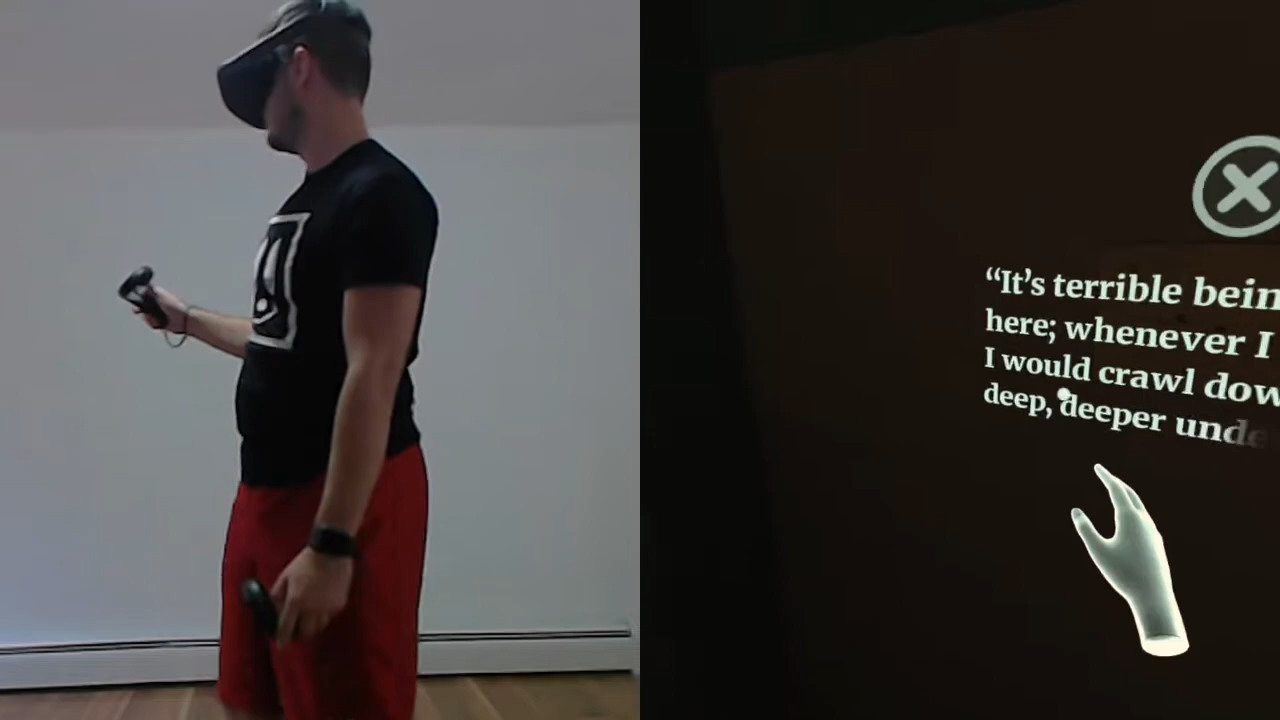 “It’s terrible bein
here; whenever I
I would crawl dow
deep, deeper unde